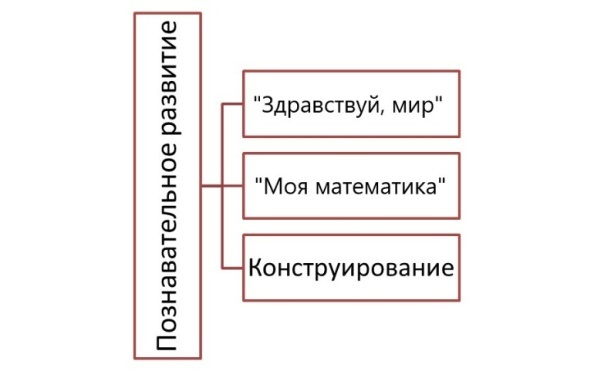 Познавательное развитие
"Здравствуй, мир"
"Моя математика"
Конструирование